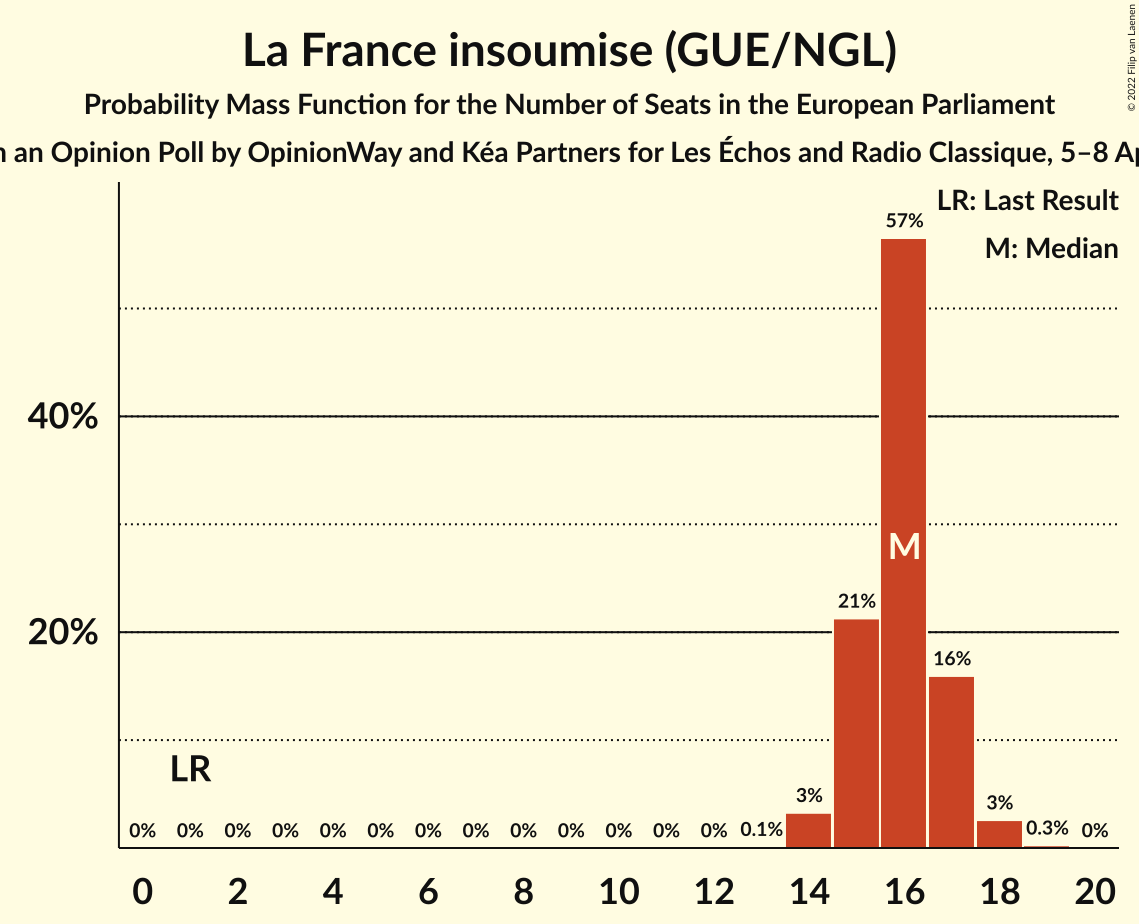 La France insoumise (GUE/NGL)
Probability Mass Function for the Number of Seats in the European Parliament
an Opinion Poll by OpinionWay and Kéa Partners for Les Échos and Radio Classique, 5–8
© 2022 Filip van Laenen
LR: Last Result
M: Median
57%
40%
M
21%
20%
16%
LR
3%
3%
0% 0% 0% 0% 0% 0% 0% 0% 0% 0% 0% 0% 0% 0.1% 0.3% 0%
0 2 4 6 8 10 12 14 16 18 20